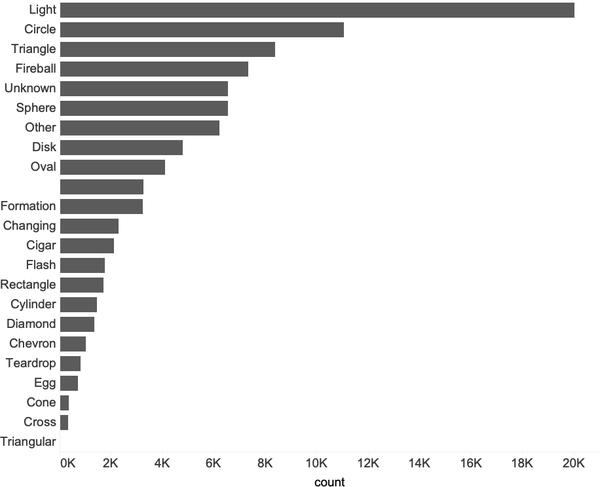 Light
Circle
Triangle
Fireball
Unknown
Sphere
Other
Disk
Oval
Formation
Changing
Cigar
Flash
Rectangle
Cylinder
Diamond
Chevron
Teardrop
Egg
Cone
Cross
Triangular
0K 2K 4K 6K 8K 10K 12K 14K 16K 18K 20K
count